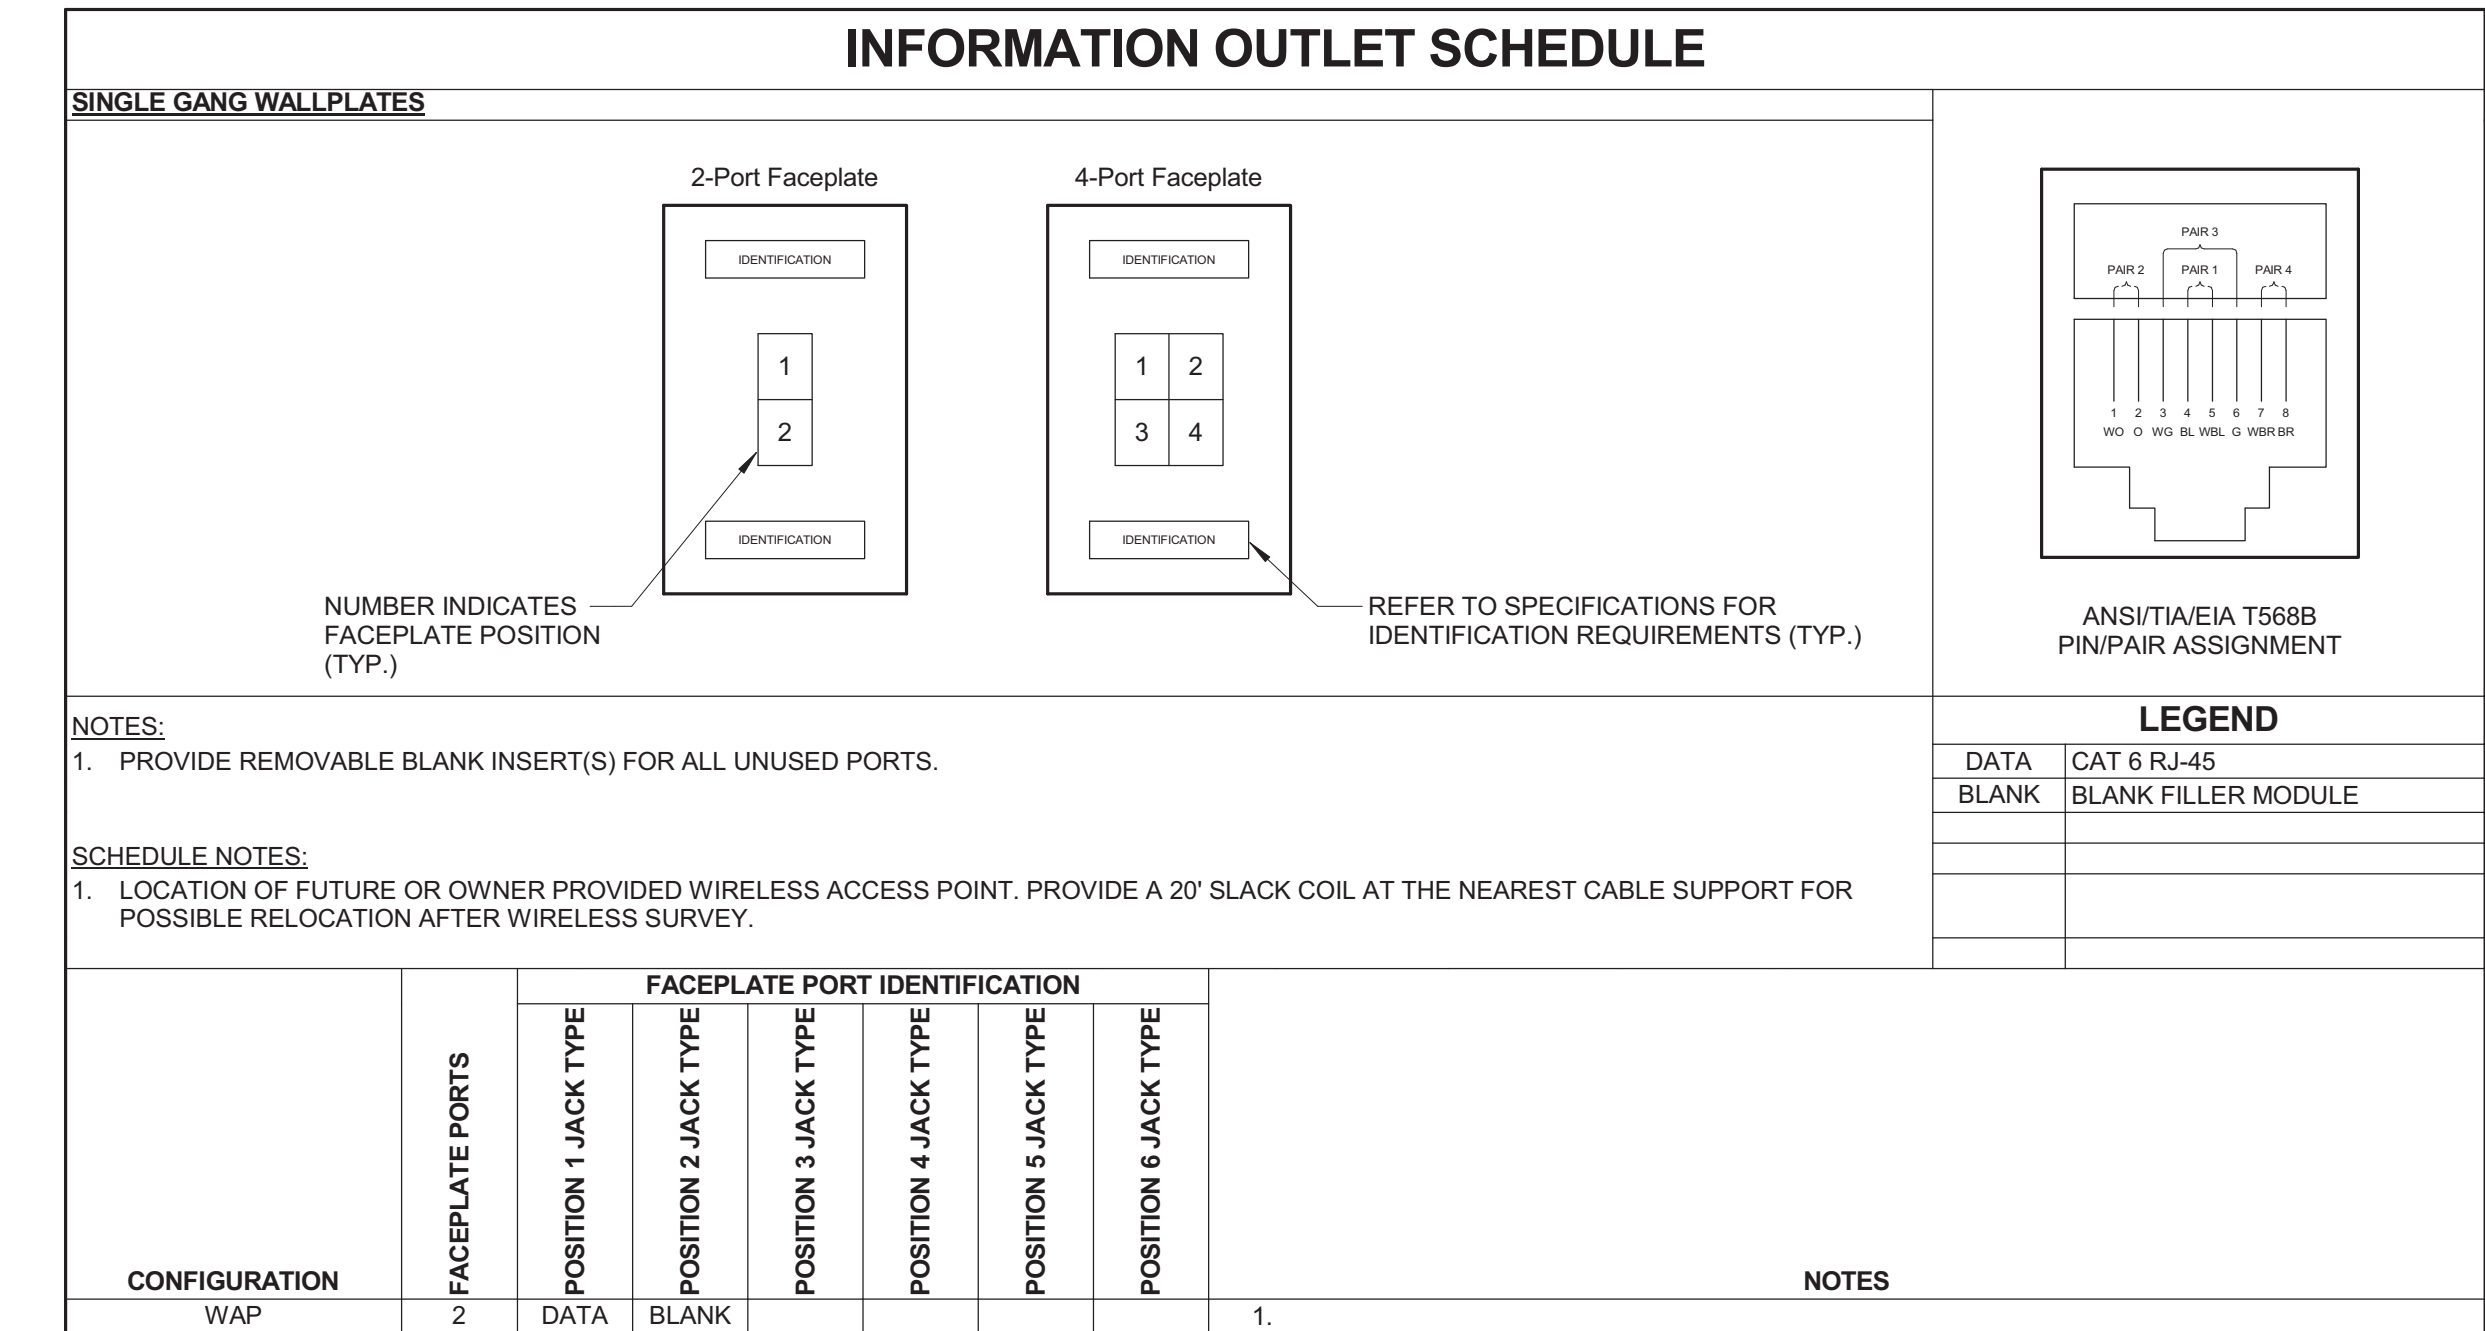 INFORMATION OUTLET SCHEDULE
SINGLE GANG WALLPLATES
2-Port Faceplate
IDENTIFICATION
1
2
IDENTIFICATION
NUMBER INDICATES
FACEPLATE POSITION
(TYP.)
4-Port Faceplate
IDENTIFICATION
1 2
3 4
IDENTIFICATION
REFER TO SPECIFICATIONS FOR
IDENTIFICATION REQUIREMENTS (TYP.)
PAIR 3
PAIR 2 PAIR 1 PAIR 4
1 2 3 4 5 6 7 8
WO O WG BL WBL G WBR BR
ANSI/TIA/EIA T568B
PIN/PAIR ASSIGNMENT
NOTES:
1. PROVIDE REMOVABLE BLANK INSERT(S) FOR ALL UNUSED PORTS.
SCHEDULE NOTES:
1. LOCATION OF FUTURE OR OWNER PROVIDED WIRELESS ACCESS POINT. PROVIDE A 20' SLACK COIL AT THE NEAREST CABLE SUPPORT FOR
POSSIBLE RELOCATION AFTER WIRELESS SURVEY.
LEGEND
DATA CAT 6 RJ-45
BLANK BLANK FILLER MODULE
FACEPLATE PORT IDENTIFICATION
CONFIGURATION
FACEPLATE PORTS
POSITION 1 JACK TYPE
POSITION 2 JACK TYPE
POSITION 3 JACK TYPE
POSITION 4 JACK TYPE
POSITION 5 JACK TYPE
POSITION 6 JACK TYPE
NOTES
WAP 2 DATA BLANK 1.